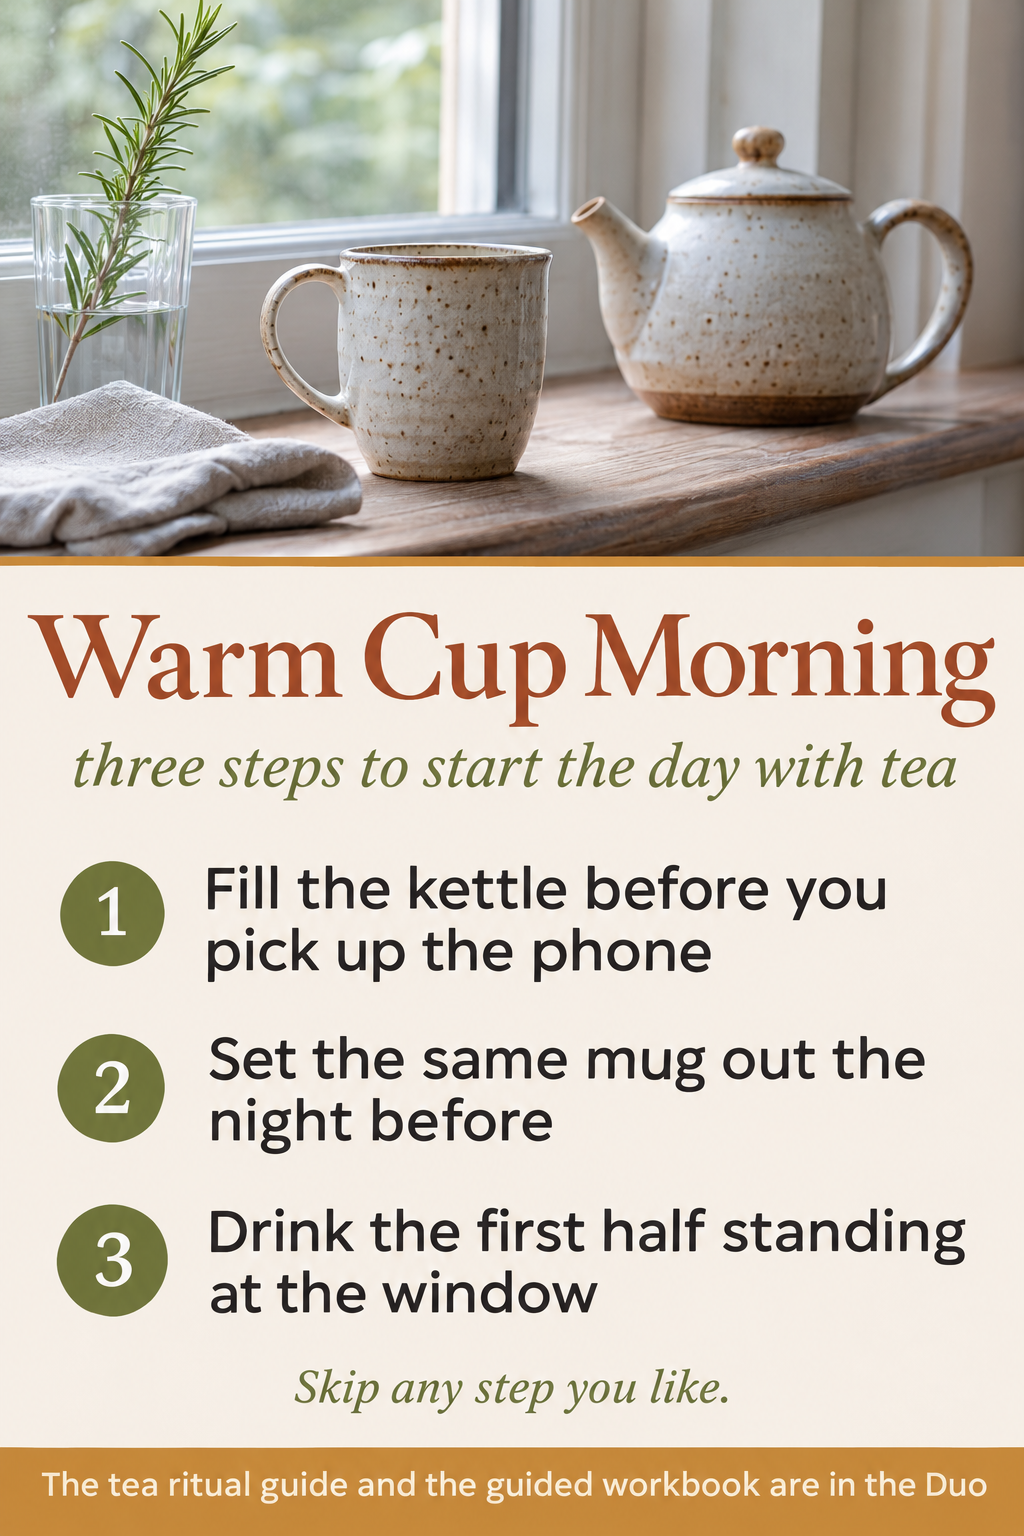 Warm Cup Morning
three steps to start the day with tea
1
Fill the kettle before you
pick up the phone
2
Set the same mug out the
night before
3
Drink the first half standing
at the window
Skip any step you like.
The tea ritual guide and the guided workbook are in the Duo